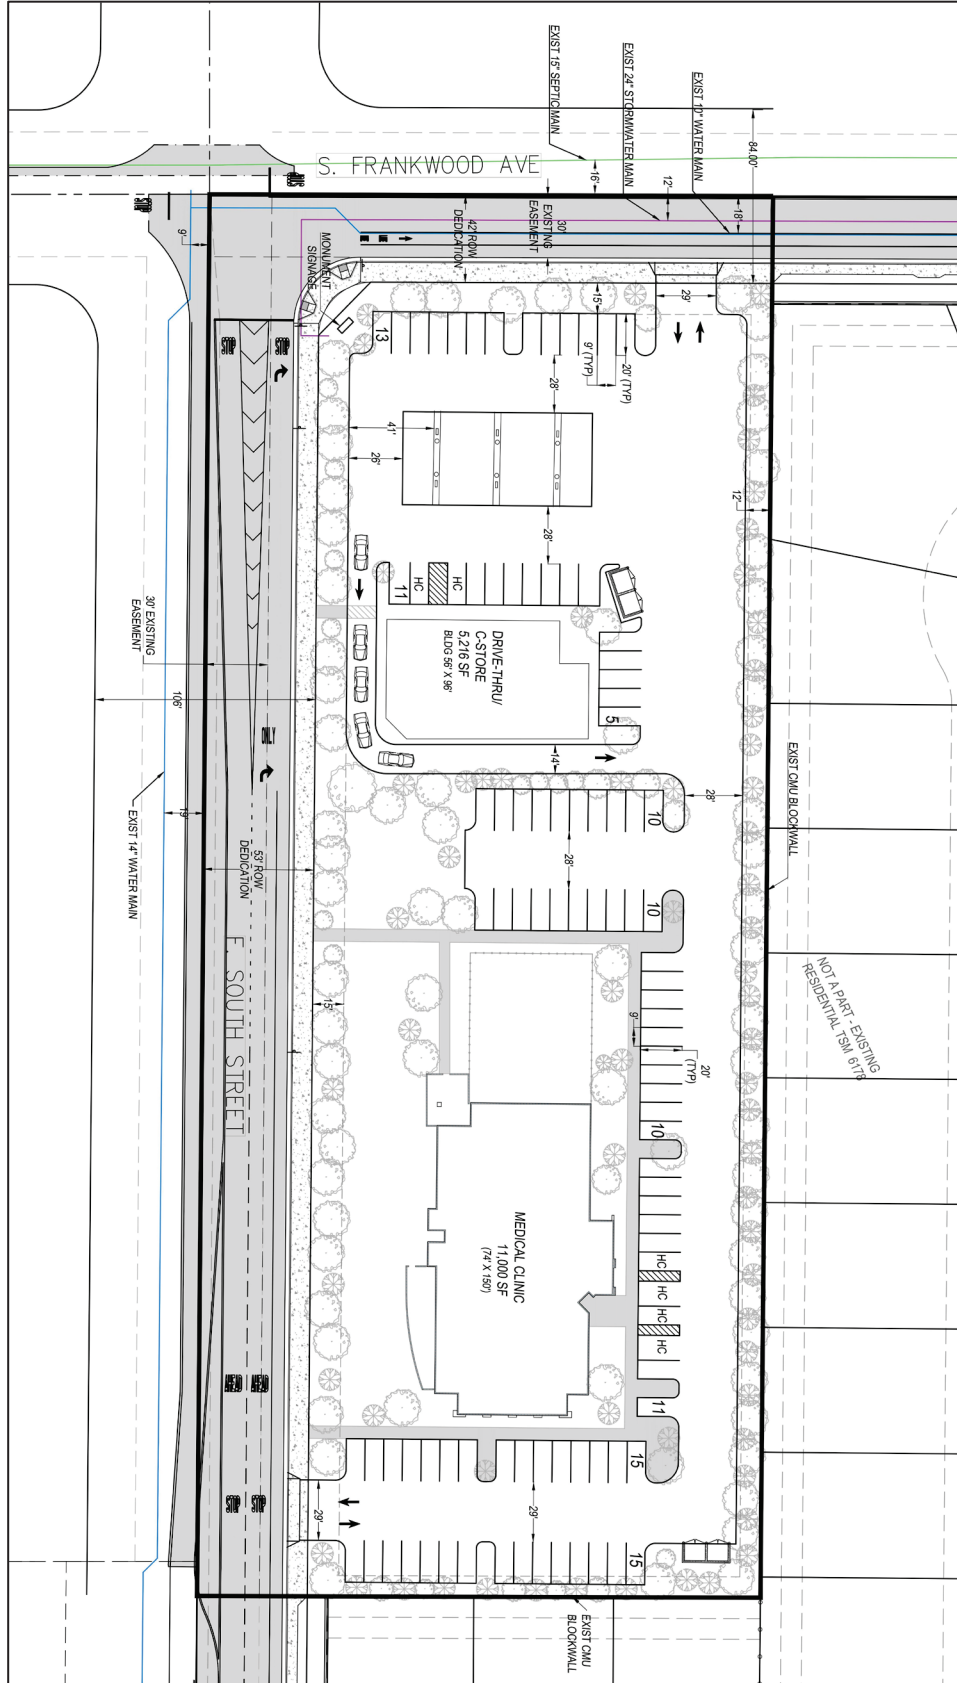 EXIST 15" SEPTIC MAIN
EXIST 24" STORMWATER MAIN
EXIST 10" WATER MAIN
84.00'
S. FRANKWOOD AVE
16'
12'
18'
BUS
STOP
9'
30'
EXISTING
EASEMENT
42' ROW
DEDICATION
MONUMENT
SIGNAGE
15'
29'
13
9' (TYP)
20' (TYP)
28'
41'
26'
12'
28'
HC
HC
11
DRIVE-THRU/
C-STORE
5,216 SF
BLDG 56' X 96'
5
30' EXISTING
EASEMENT
106'
ONLY
14'
28'
EXIST CMU BLOCKWALL
19'
EXIST 14" WATER MAIN
53' ROW
DEDICATION
10
28'
10
E. SOUTH STREET
15'
9'
20'
(TYP)
NOT A PART - EXISTING
RESIDENTIAL TSM 6178
10
MEDICAL CLINIC
11,000 SF
(74' X 150')
HC
HC
HC
HC
11
15
29'
29'
15
EXIST CMU
BLOCKWALL